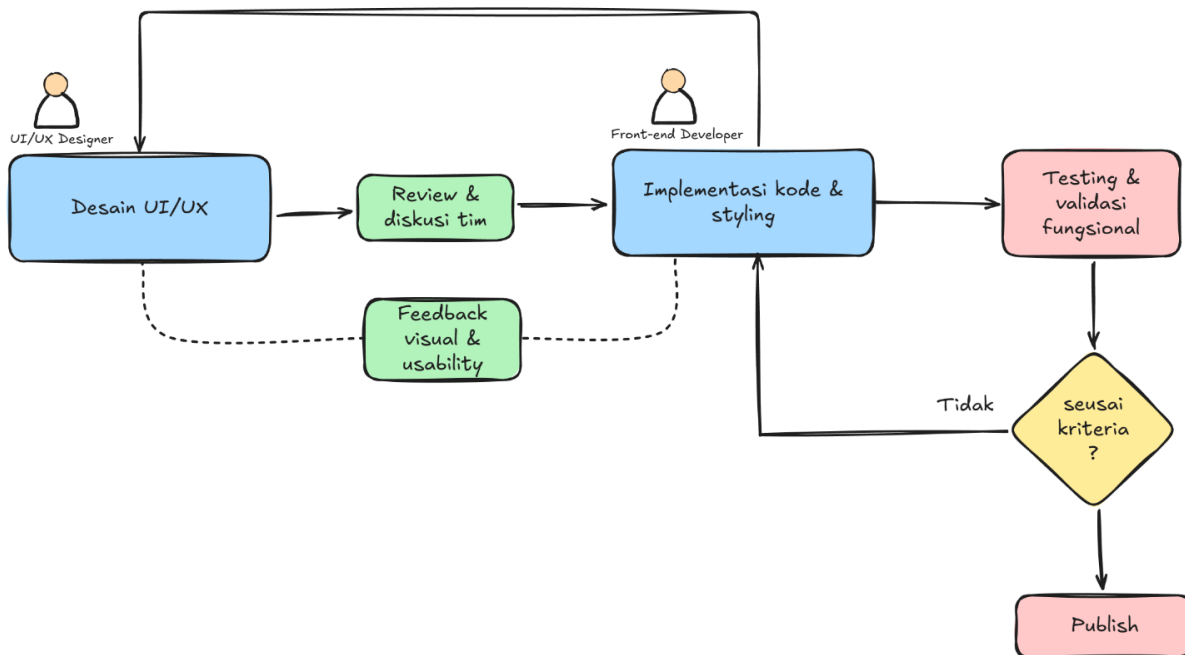 UI/UX Designer
Front-end Developer
Desain UI/UX
Review &
diskusi tim
Implementasi kode &
styling
Testing &
validasi
fungsional
Feedback
visual &
usability
Tidak
seusai
kriteria
?
Publish